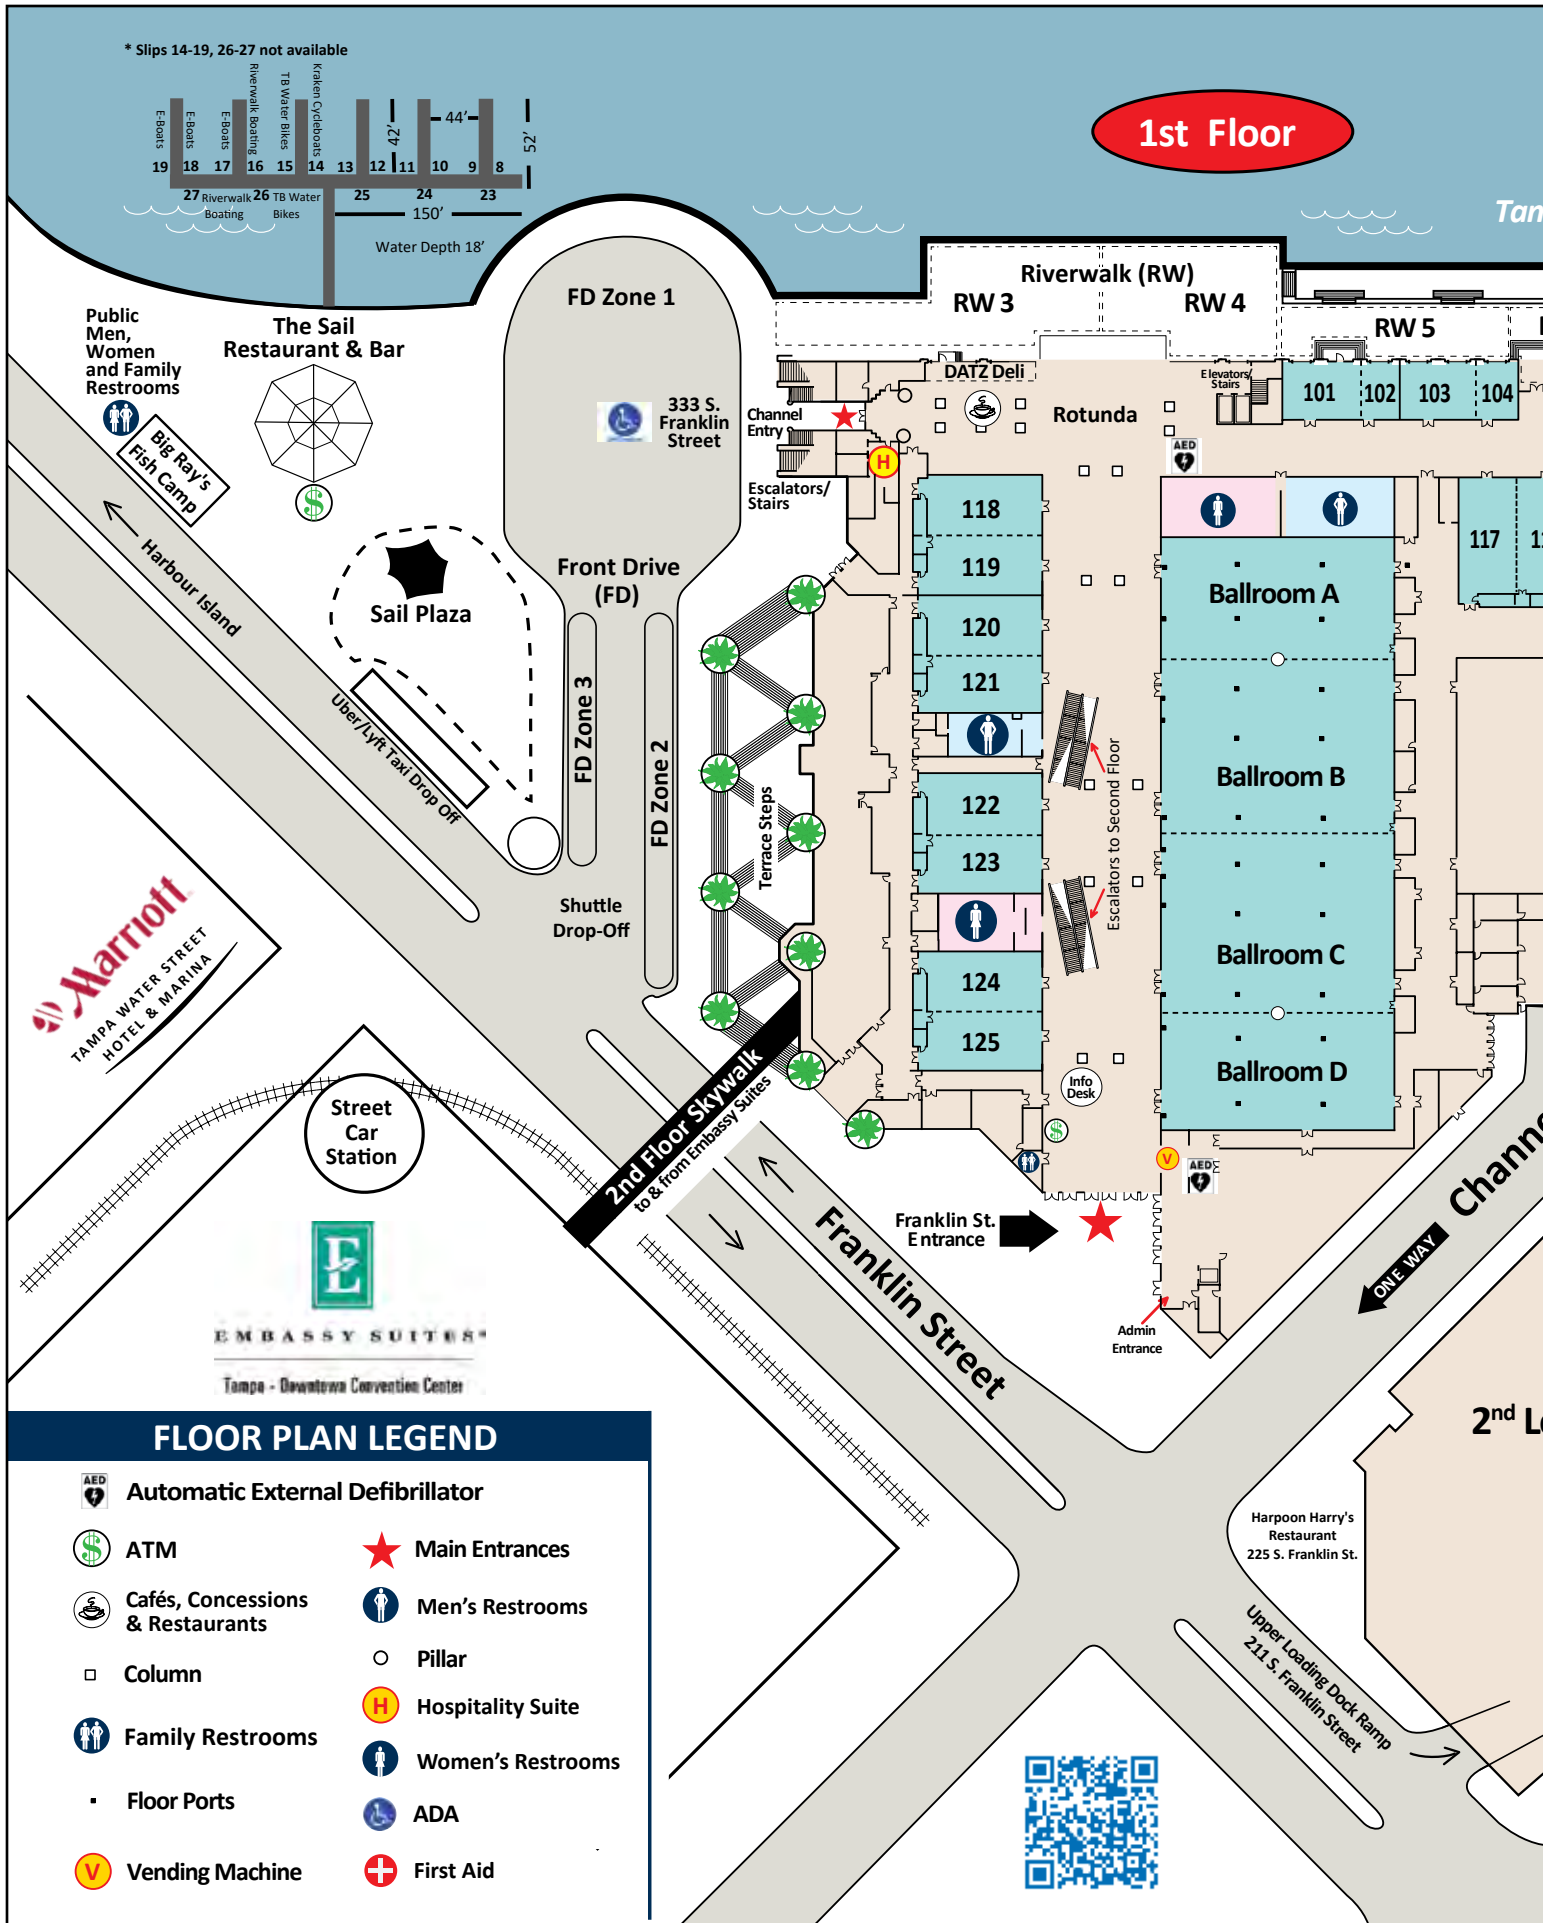 * Slips 14-19, 26-27 not available
E-Boats
E-Boats
E-Boats
Riverwalk Boating
TB Water Bikes
Kraken Cycleboats
42'
44'
52'
19 18 17 16 15 14 13 12 11 10 9 8
27 Riverwalk Boating 26 TB Water Bikes 25 24 23
150'
Water Depth 18'
1st Floor
Riverwalk (RW)
RW 3
RW 4
RW 5
Public
Men,
Women
and Family
Restrooms
The Sail
Restaurant & Bar
Big Ray's
Fish Camp
$
FD Zone 1
333 S.
Franklin
Street
Front Drive
(FD)
FD Zone 3
FD Zone 2
Shuttle
Drop-Off
Sail Plaza
Uber/Lyft Taxi Drop Off
Harbour Island
Terrace Steps
Channel
Entry
Escalators/
Stairs
H
DATZ Deli
Rotunda
Elevators/
Stairs
AED
101
102
103
104
117
118
119
120
121
122
123
124
125
Escalators to Second Floor
Ballroom A
Ballroom B
Ballroom C
Ballroom D
Info
Desk
$
V
AED
Franklin St.
Entrance
Admin
Entrance
2nd Floor Skywalk
to & from Embassy Suites
Franklin Street
ONE WAY
Marriott
TAMPA WATER STREET
HOTEL & MARINA
Street
Car
Station
E
EMBASSY SUITES
Tampa - Downtown Convention Center
Harpoon Harry's
Restaurant
225 S. Franklin St.
Upper Loading Dock Ramp
211 S. Franklin Street
2nd
FLOOR PLAN LEGEND
AED Automatic External Defibrillator
$ ATM
Main Entrances
Cafés, Concessions
& Restaurants
Men's Restrooms
Column
Pillar
H Hospitality Suite
Family Restrooms
Women's Restrooms
Floor Ports
ADA
V Vending Machine
First Aid